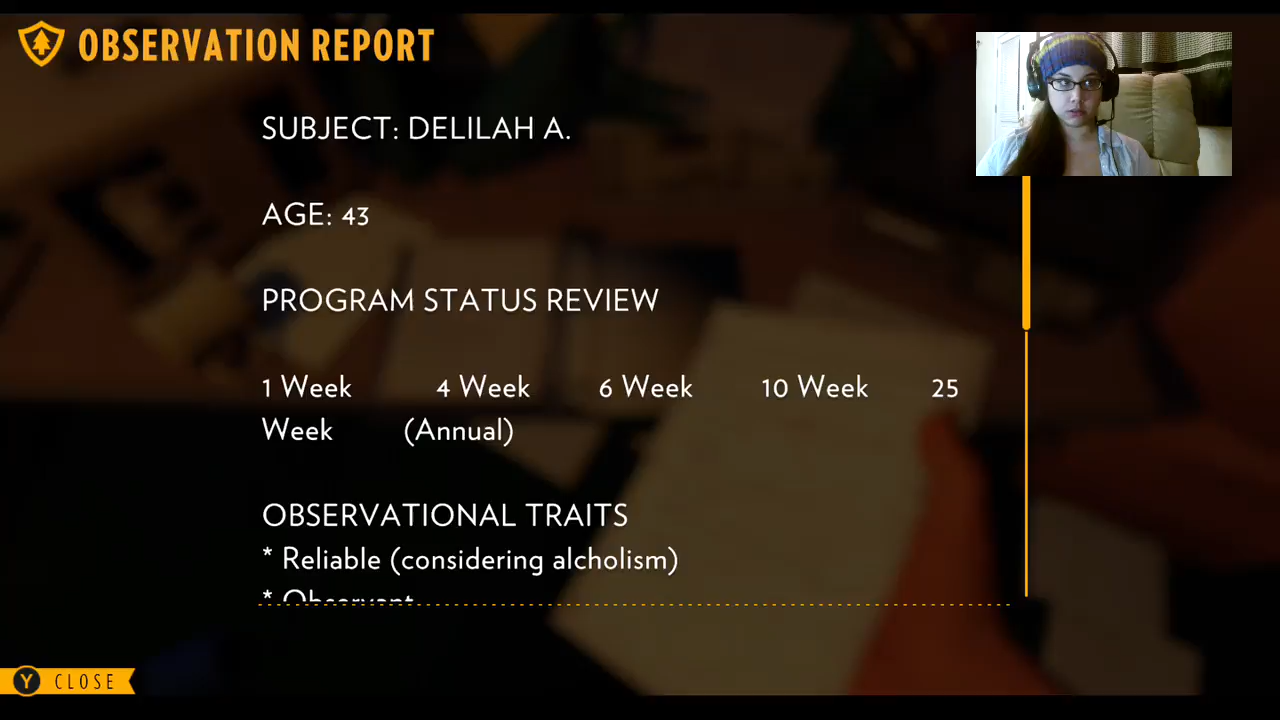 OBSERVATION REPORT
SUBJECT: DELILAH A.
AGE: 43
PROGRAM STATUS REVIEW
1 Week 4 Week 6 Week 10 Week 25
Week (Annual)
OBSERVATIONAL TRAITS
* Reliable (considering alcholism)
* Observant
Y CLOSE